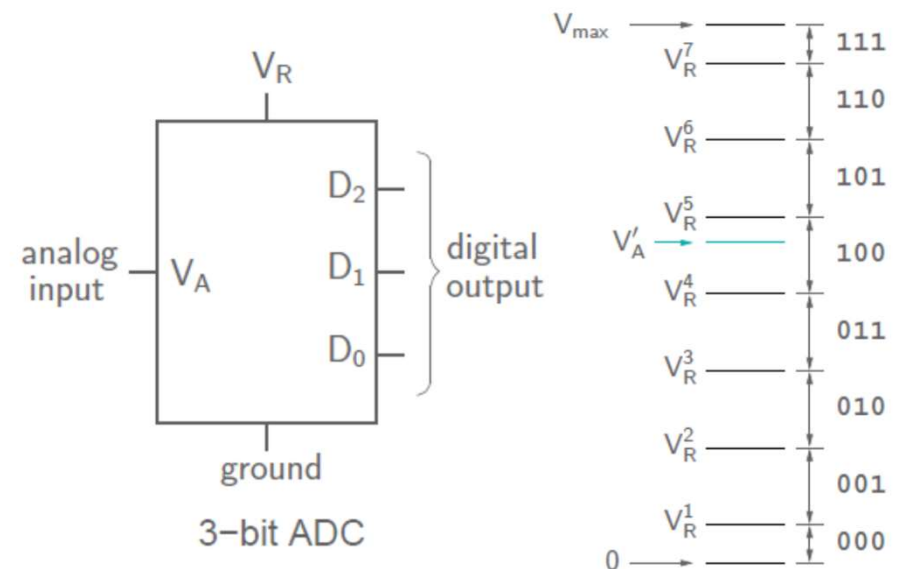 V_R
analog
input
V_A
D_2
D_1
D_0
digital
output
ground
3-bit ADC
V_max
V_R^7
V_R^6
V_R^5
V'_A
V_R^4
V_R^3
V_R^2
V_R^1
0
111
110
101
100
011
010
001
000